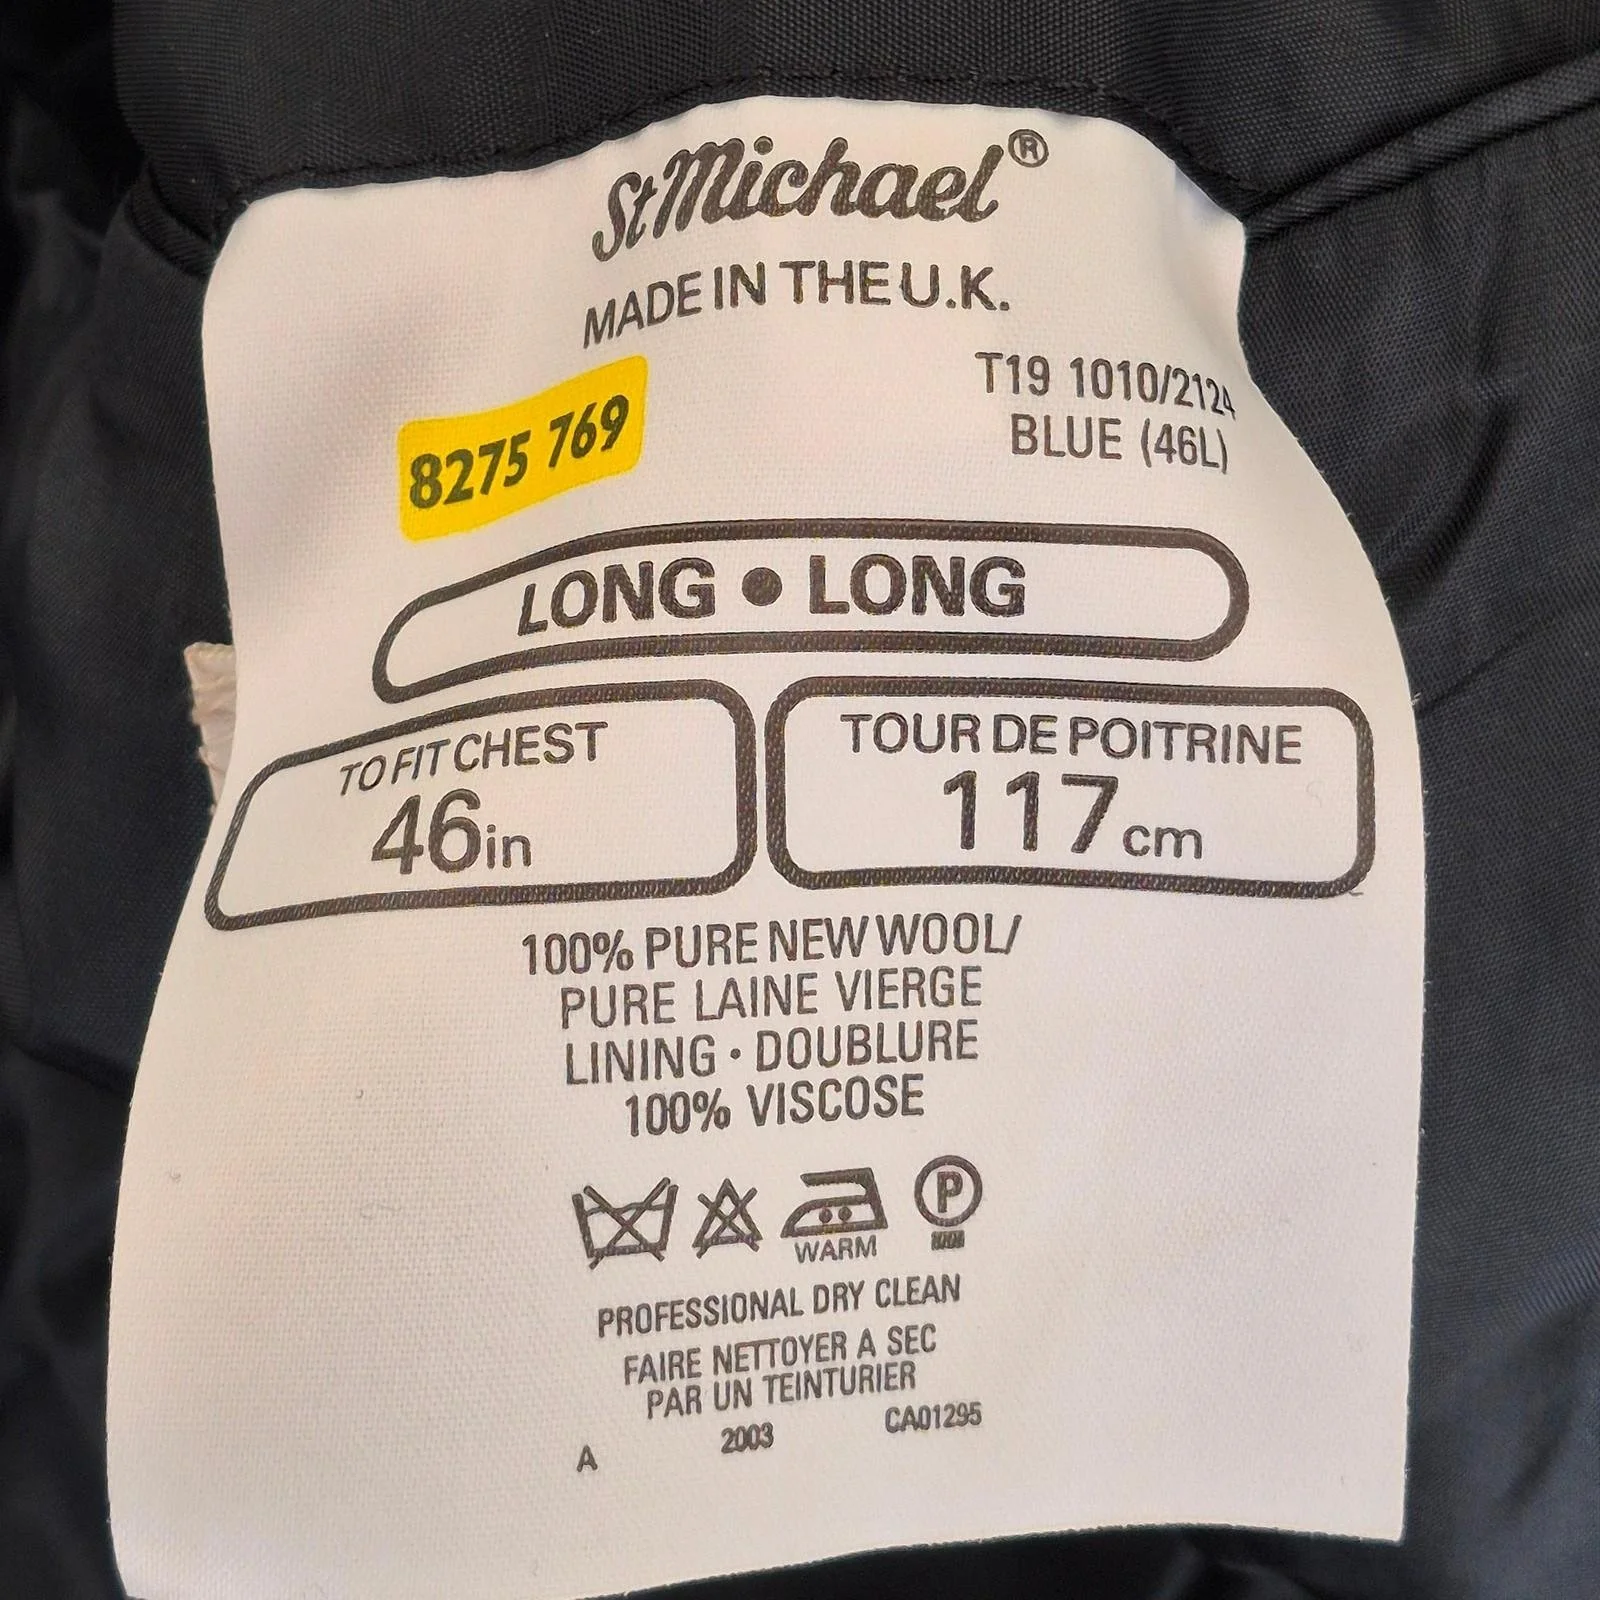 St Michael®
MADE IN THE U.K.
T19 1010/2124
BLUE (46L)
8275 769
LONG • LONG
TO FIT CHEST
46in
TOUR DE POITRINE
117cm
100% PURE NEW WOOL/
PURE LAINE VIERGE
LINING · DOUBLURE
100% VISCOSE
P
WARM
PROFESSIONAL DRY CLEAN
FAIRE NETTOYER A SEC
PAR UN TEINTURIER
A 2003 CA01295